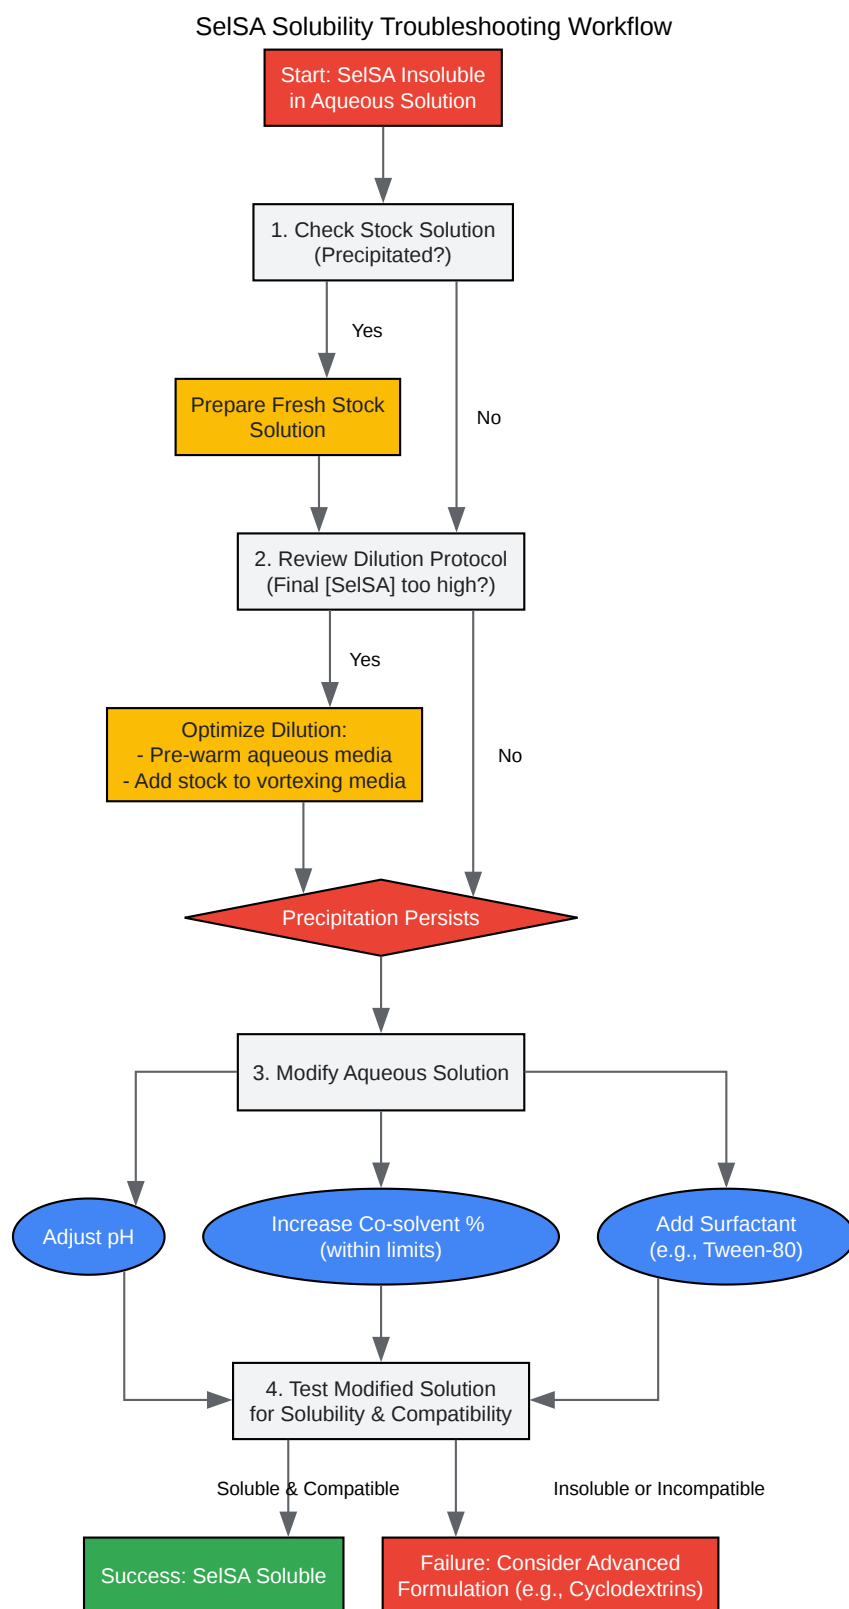 SelSA Solubility Troubleshooting Workflow
Start: SelSA Insoluble
in Aqueous Solution
1. Check Stock Solution
(Precipitated?)
Yes
Prepare Fresh Stock
Solution
No
2. Review Dilution Protocol
(Final [SelSA] too high?)
Yes
Optimize Dilution:
- Pre-warm aqueous media
- Add stock to vortexing media
No
Precipitation Persists
3. Modify Aqueous Solution
Adjust pH
Increase Co-solvent %
(within limits)
Add Surfactant
(e.g., Tween-80)
4. Test Modified Solution
for Solubility & Compatibility
Soluble & Compatible
Insoluble or Incompatible
Success: SelSA Soluble
Failure: Consider Advanced
Formulation (e.g., Cyclodextrins)